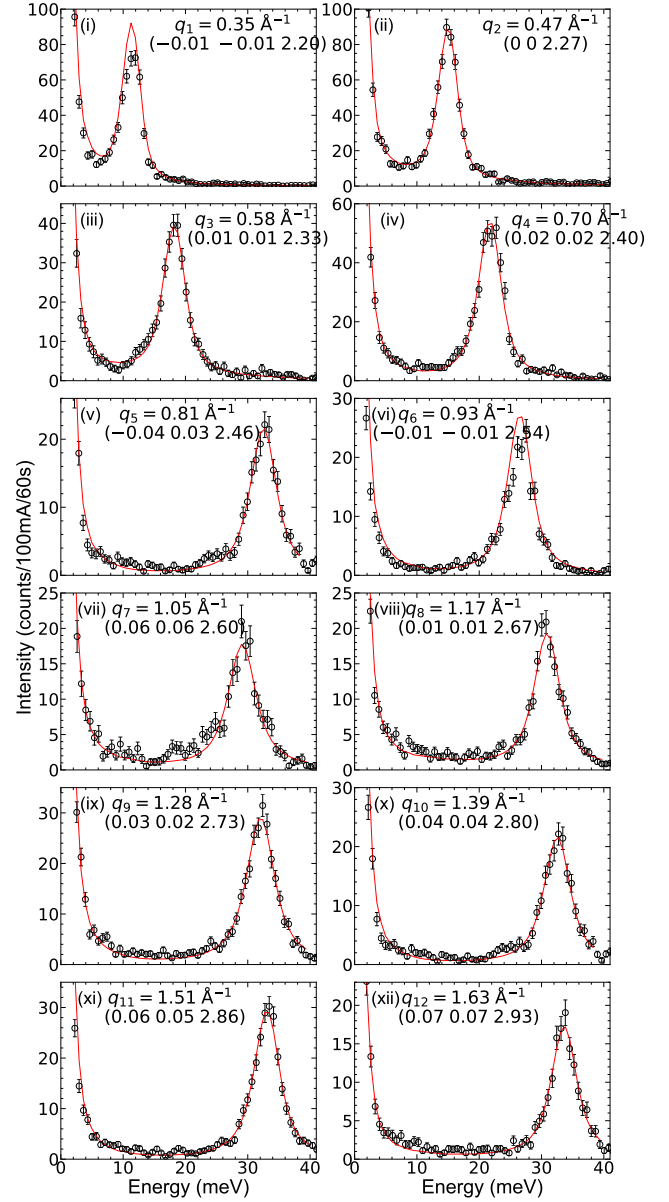 (i) q1 = 0.35 Å⁻¹
(−0.01 −0.01 2.20)
100
80
60
40
20
0
(ii) q2 = 0.47 Å⁻¹
(0 0 2.27)
100
80
60
40
20
0
(iii) q3 = 0.58 Å⁻¹
(0.01 0.01 2.33)
40
30
20
10
0
(iv) q4 = 0.70 Å⁻¹
(0.02 0.02 2.40)
60
40
20
0
(v) q5 = 0.81 Å⁻¹
(−0.04 0.03 2.46)
20
10
0
(vi) q6 = 0.93 Å⁻¹
(−0.01 −0.01 2.54)
30
20
10
0
(vii) q7 = 1.05 Å⁻¹
(0.06 0.06 2.60)
25
20
15
10
5
0
(viii) q8 = 1.17 Å⁻¹
(0.01 0.01 2.67)
25
20
15
10
5
0
(ix) q9 = 1.28 Å⁻¹
(0.03 0.02 2.73)
30
20
10
0
(x) q10 = 1.39 Å⁻¹
(0.04 0.04 2.80)
30
20
10
0
(xi) q11 = 1.51 Å⁻¹
(0.06 0.05 2.86)
30
20
10
0
(xii) q12 = 1.63 Å⁻¹
(0.07 0.07 2.93)
20
15
10
5
0
Intensity (counts/100mA/60s)
0 10 20 30 40
0 10 20 30 40
Energy (meV)
Energy (meV)